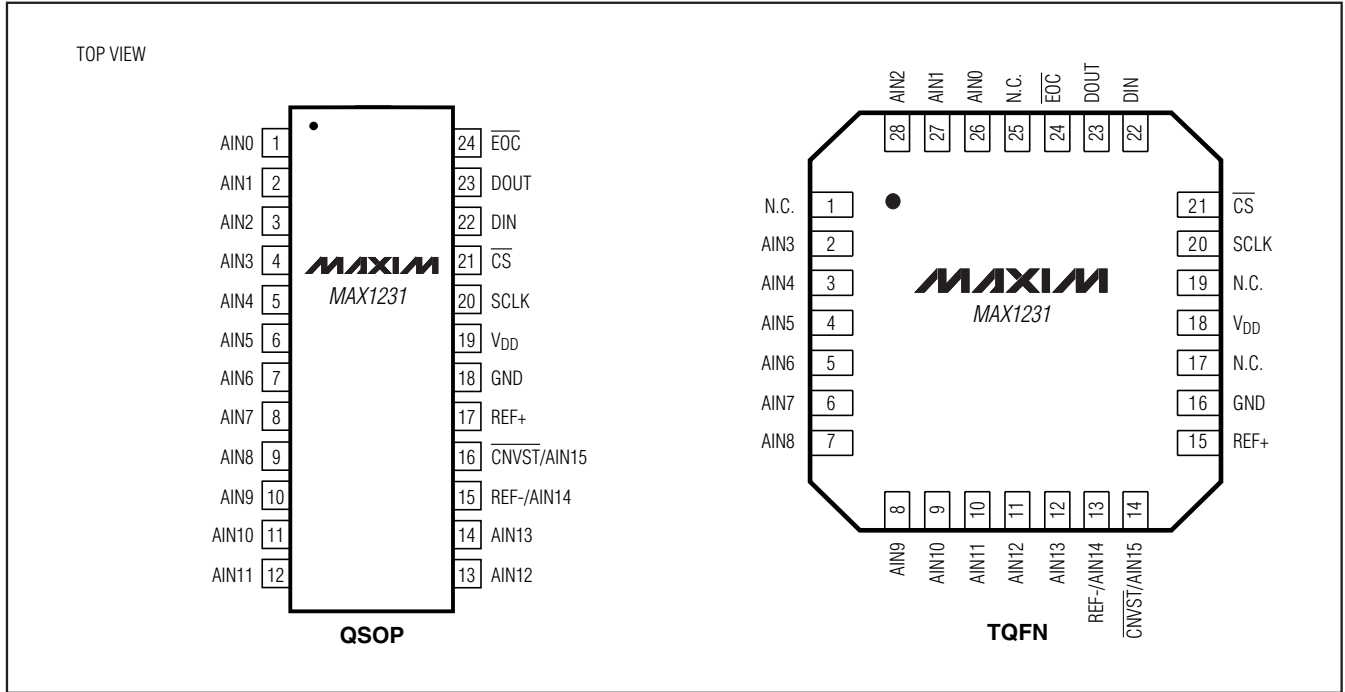 TOP VIEW
AIN0 1
AIN1 2
AIN2 3
AIN3 4
AIN4 5
AIN5 6
AIN6 7
AIN7 8
AIN8 9
AIN9 10
AIN10 11
AIN11 12
MAXIM
MAX1231
24 EOC
23 DOUT
22 DIN
21 CS
20 SCLK
19 VDD
18 GND
17 REF+
16 CNVST/AIN15
15 REF-/AIN14
14 AIN13
13 AIN12
QSOP
AIN2 AIN1 AIN0 N.C. EOC DOUT DIN
28 27 26 25 24 23 22
N.C. 1
AIN3 2
AIN4 3
AIN5 4
AIN6 5
AIN7 6
AIN8 7
MAXIM
MAX1231
21 CS
20 SCLK
19 N.C.
18 VDD
17 N.C.
16 GND
15 REF+
8 9 10 11 12 13 14
AIN9 AIN10 AIN11 AIN12 AIN13 REF-/AIN14 CNVST/AIN15
TQFN